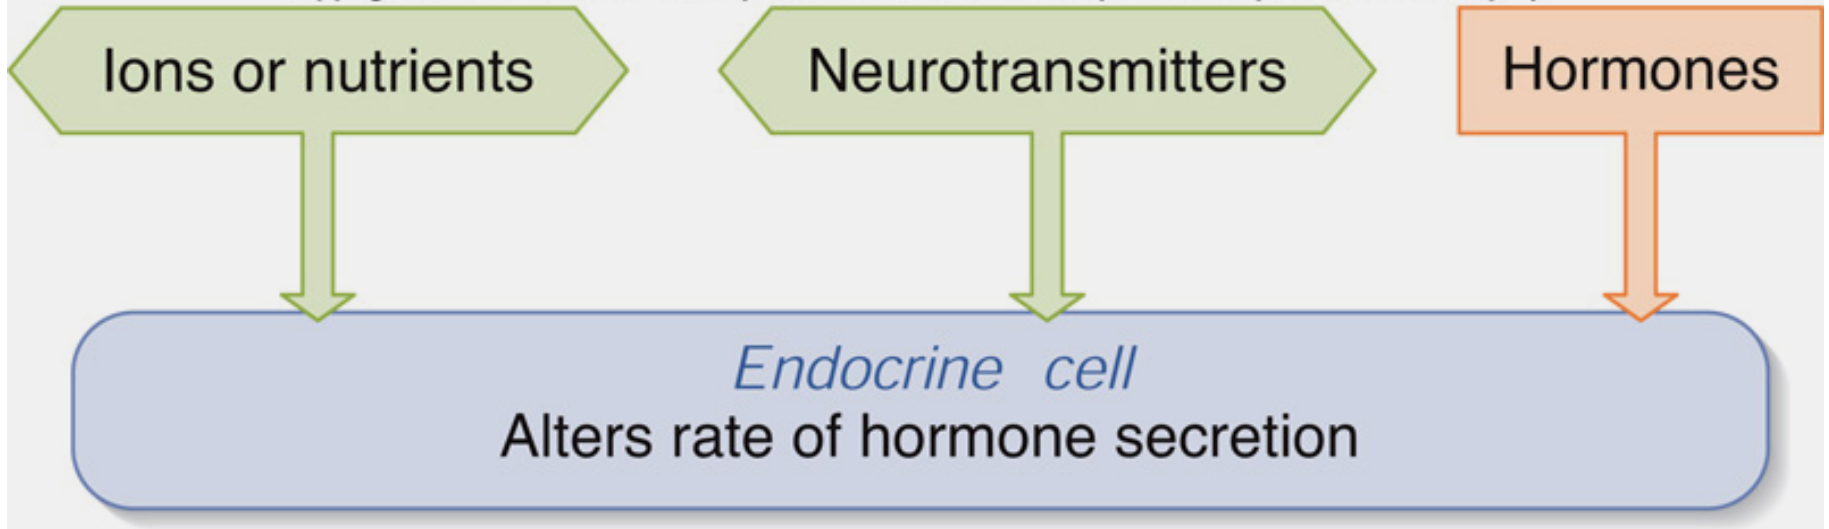 Ions or nutrients
Neurotransmitters
Hormones
Endocrine cell
Alters rate of hormone secretion